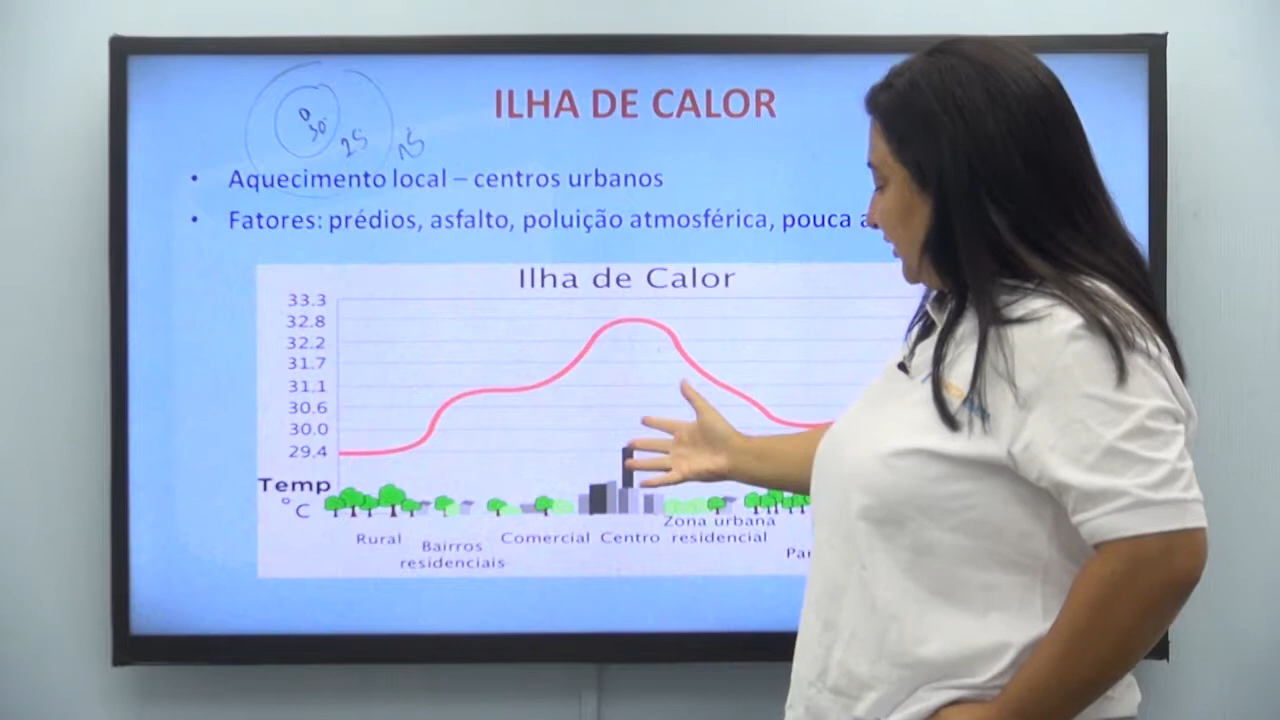 ILHA DE CALOR
30°
25
15
• Aquecimento local – centros urbanos
• Fatores: prédios, asfalto, poluição atmosférica, pouca
Ilha de Calor
33.3
32.8
32.2
31.7
31.1
30.6
30.0
29.4
Temp
°C
Rural
Bairros
residenciais
Comercial
Centro
Zona urbana
residencial